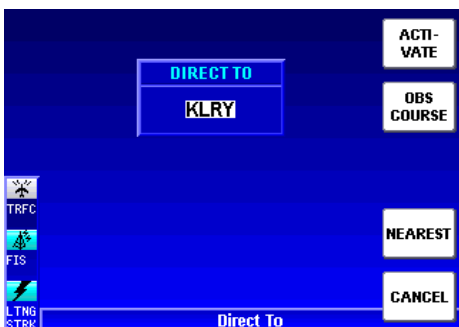 DIRECT TO
KLRY
ACTI-
VATE
OBS
COURSE
NEAREST
CANCEL
TRFC
FIS
LTNG
STRK
Direct To